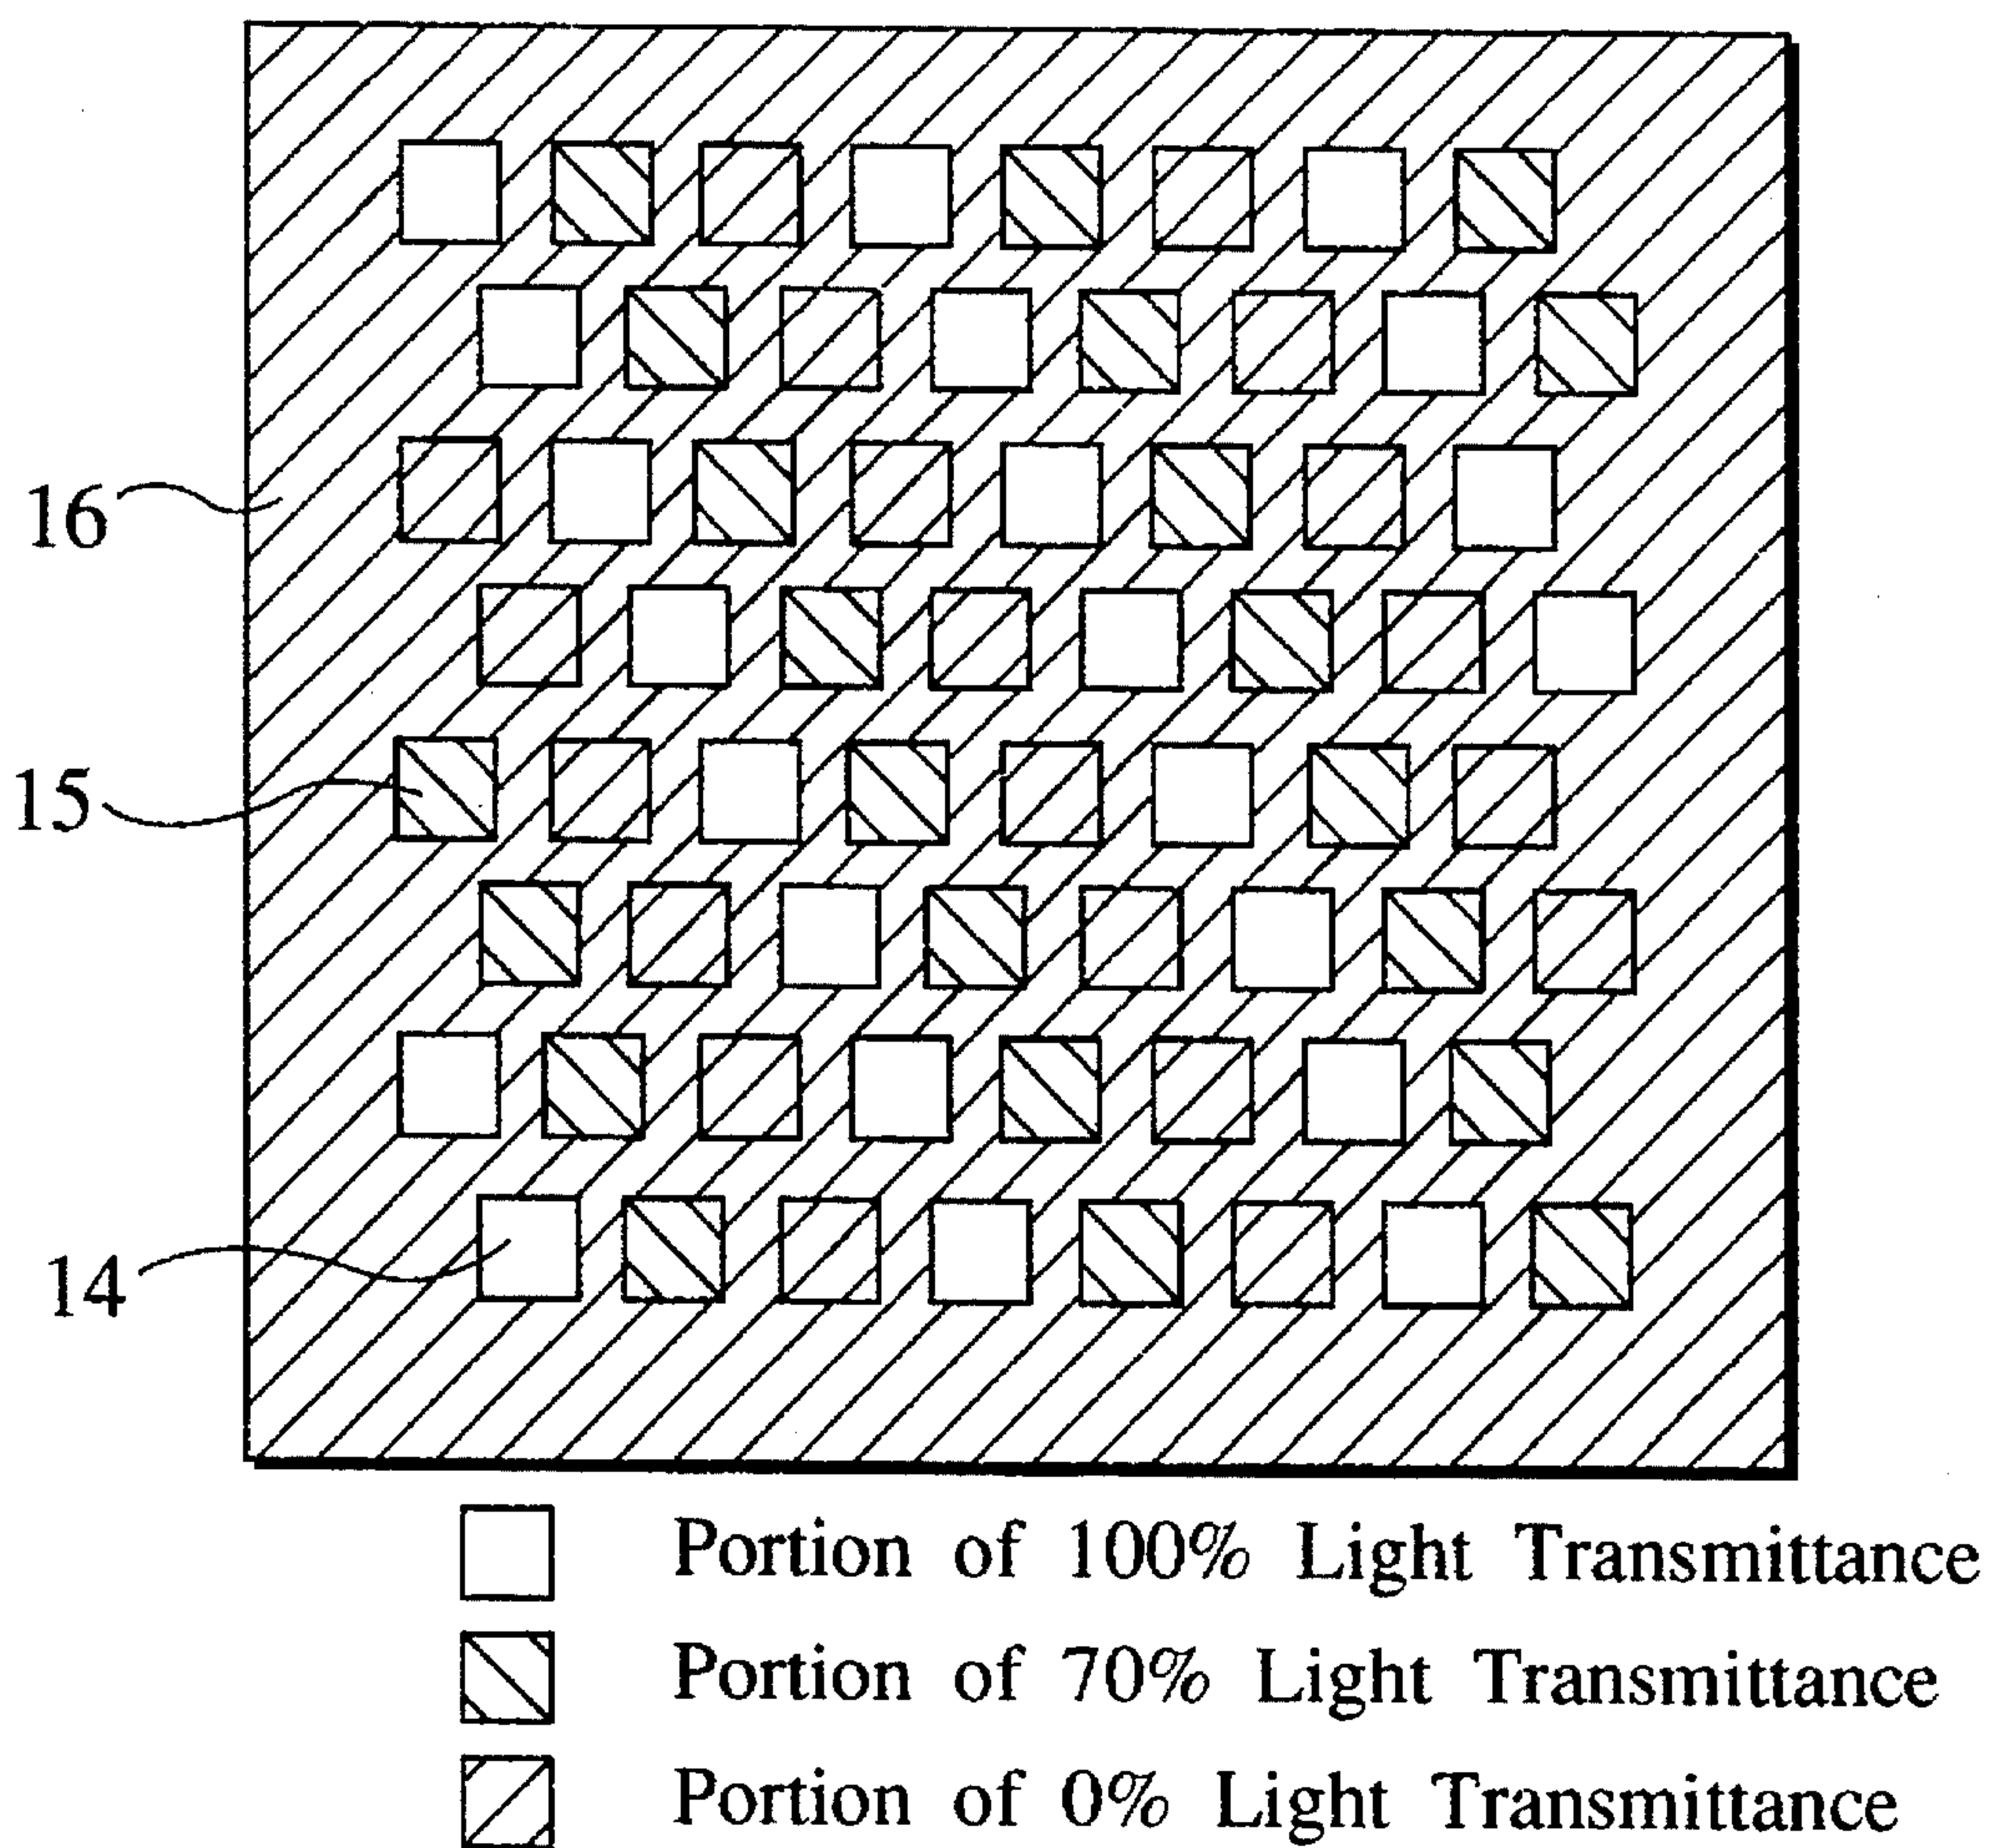 16
15
14
Portion of 100% Light Transmittance
Portion of 70% Light Transmittance
Portion of 0% Light Transmittance